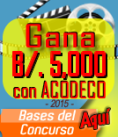 Gana
B/. 5,000
con ACODECO
- 2015 -
Bases del
Concurso
Aquí